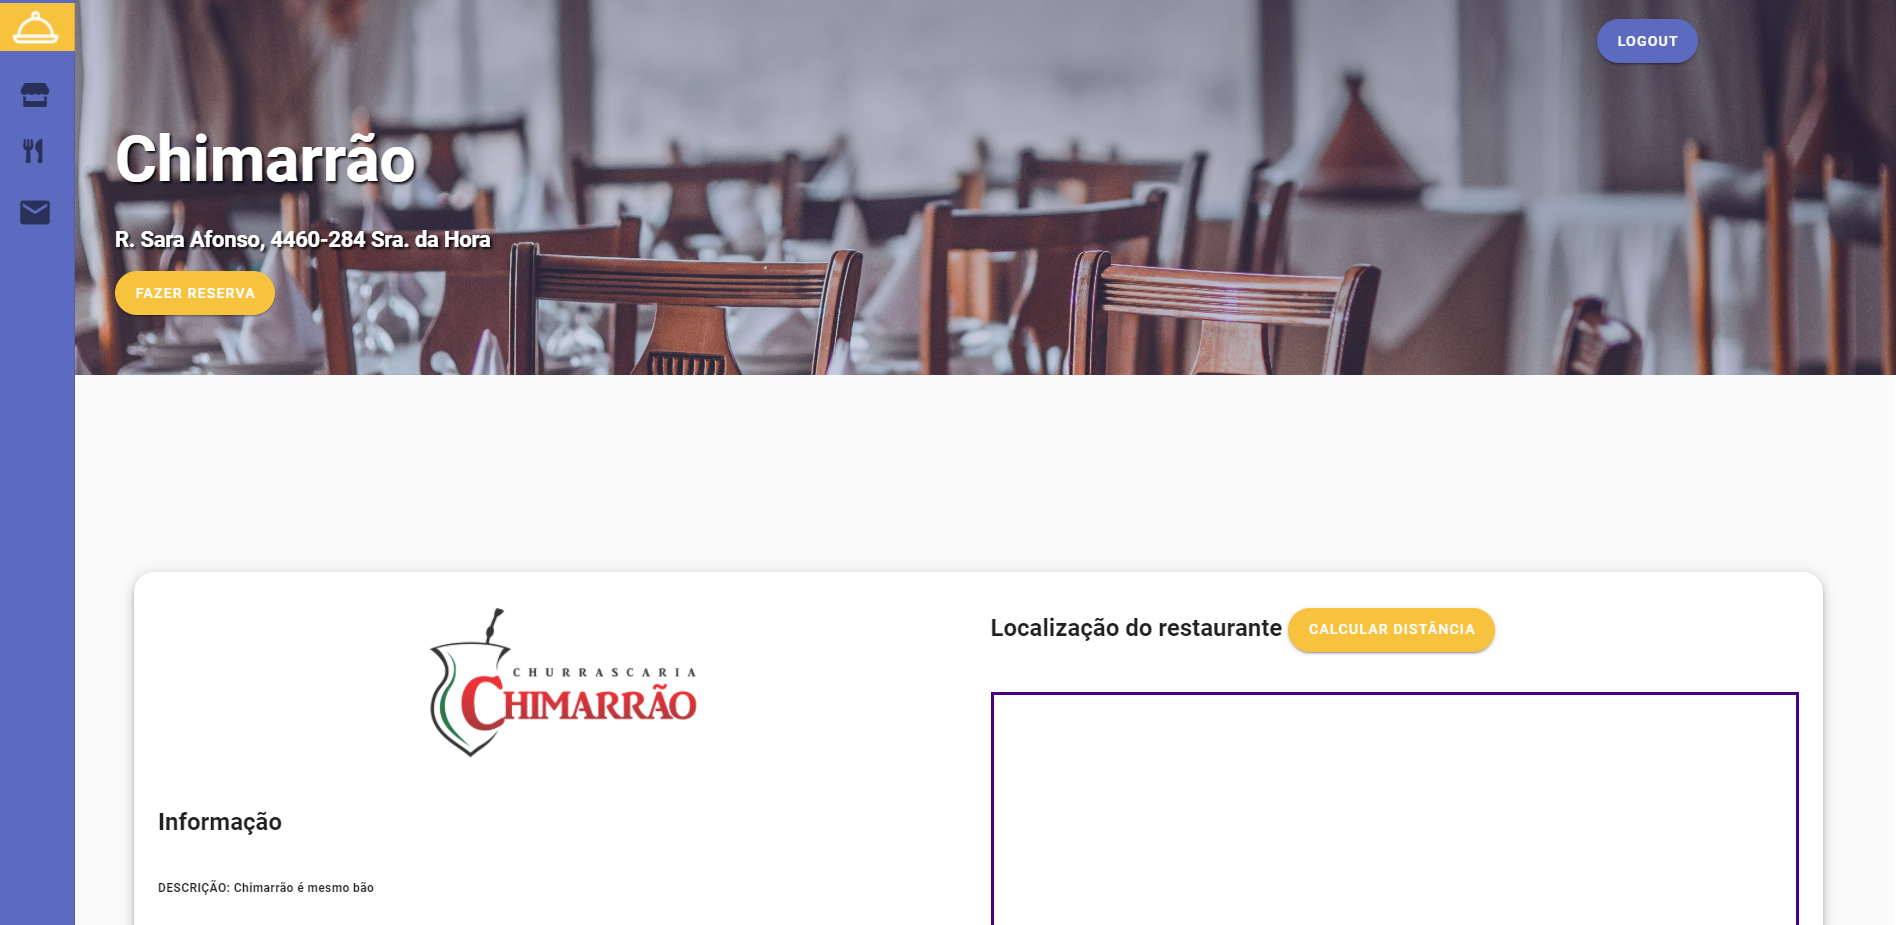 LOGOUT
Chimarrão
R. Sara Afonso, 4460-284 Sra. da Hora
FAZER RESERVA
CHURRASCARIA
CHIMARRÃO
Localização do restaurante
CALCULAR DISTÂNCIA
Informação
DESCRIÇÃO: Chimarrão é mesmo bão